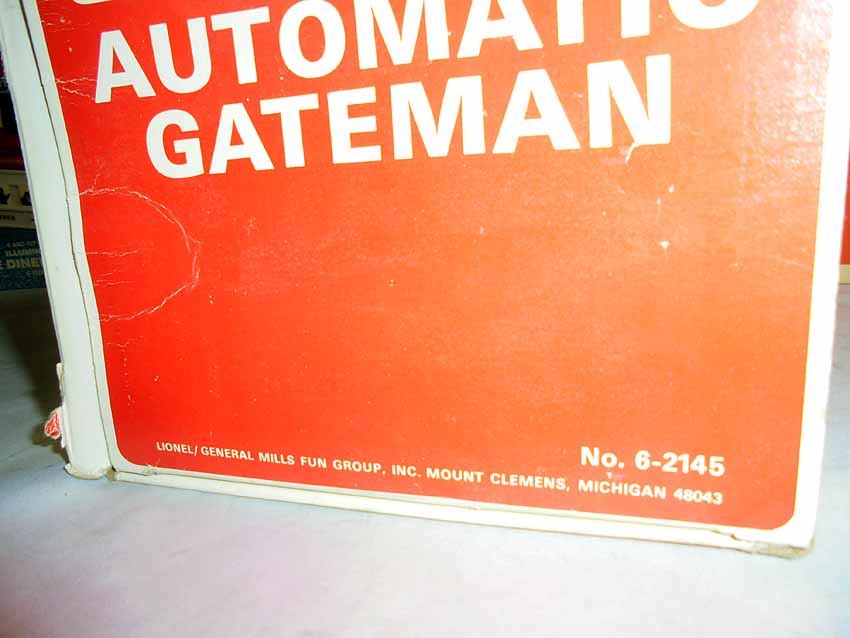 AUTOMATIC
GATEMAN
No. 6-2145
LIONEL/GENERAL MILLS FUN GROUP, INC. MOUNT CLEMENS, MICHIGAN 48043